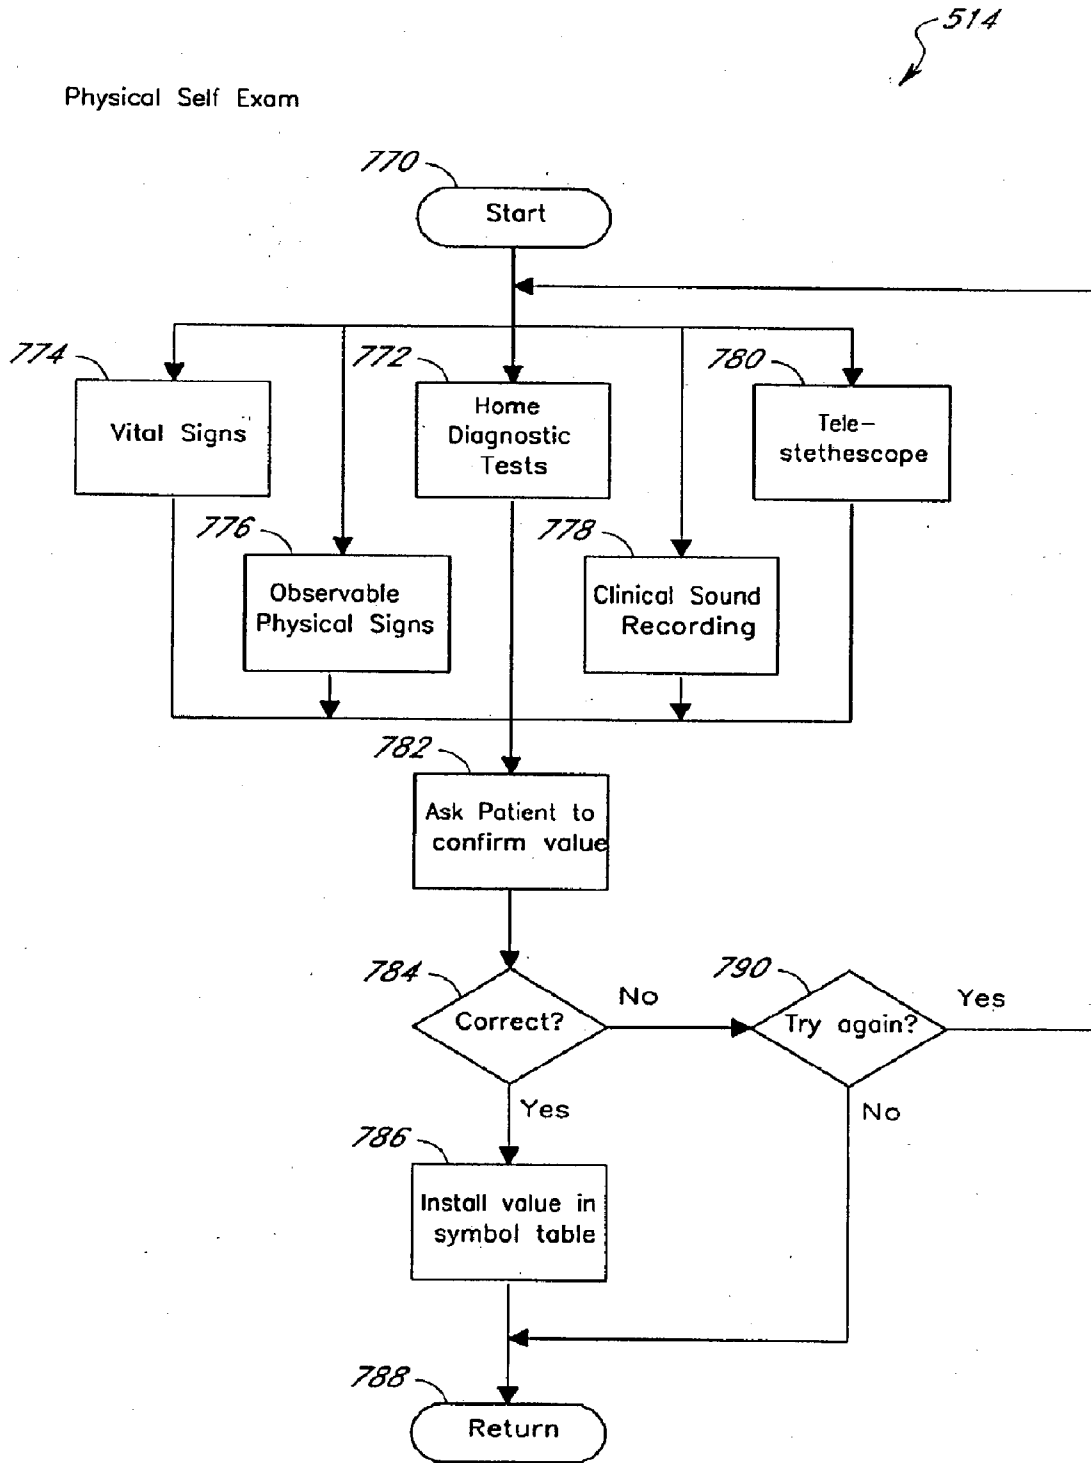 514
Physical Self Exam
770
Start
774
772
780
Vital Signs
Home
Diagnostic
Tests
Tele-
stethescope
776
778
Observable
Physical Signs
Clinical Sound
Recording
782
Ask Patient to
confirm value
784
Correct?
No
790
Try again?
Yes
Yes
No
786
Install value in
symbol table
788
Return